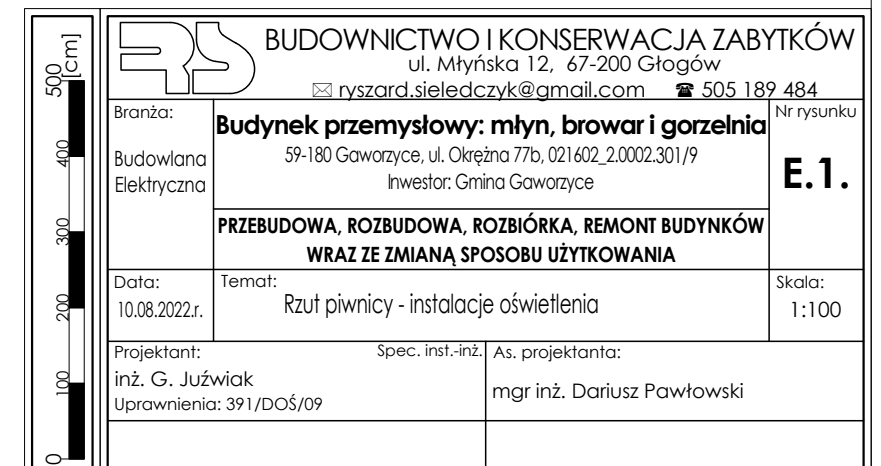 500 [cm]
400
300
200
100
0
RS
BUDOWNICTWO I KONSERWACJA ZABYTKÓW
ul. Młyńska 12, 67-200 Głogów
✉ ryszard.sieledczyk@gmail.com ☎ 505 189 484
Branża:
Budowlana
Elektryczna
Budynek przemysłowy: młyn, browar i gorzelnia
59-180 Gaworzyce, ul. Okrężna 77b, 021602_2.0002.301/9
Inwestor: Gmina Gaworzyce
Nr rysunku
E.1.
PRZEBUDOWA, ROZBUDOWA, ROZBIÓRKA, REMONT BUDYNKÓW
WRAZ ZE ZMIANĄ SPOSOBU UŻYTKOWANIA
Data:
10.08.2022.r.
Temat:
Rzut piwnicy - instalacje oświetlenia
Skala:
1:100
Projektant: Spec. inst.-inż.
inż. G. Juźwiak
Uprawnienia: 391/DOŚ/09
As. projektanta:
mgr inż. Dariusz Pawłowski